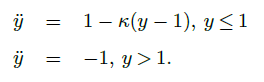 ÿ = 1 − κ(y − 1), y ≤ 1
ÿ = −1, y > 1.